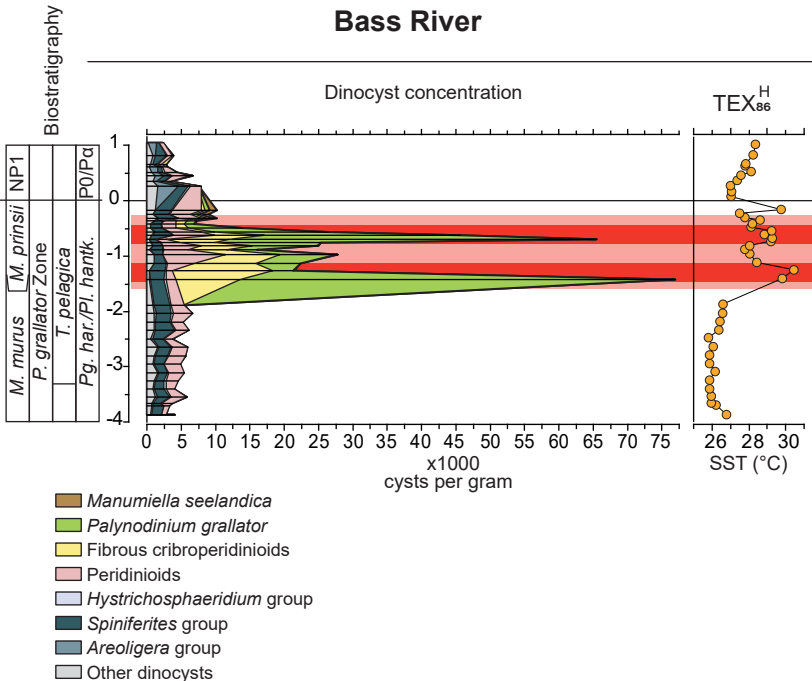 Bass River
Biostratigraphy
Dinocyst concentration
TEX86H
M. murus
M. prinsii
NP1
P. grallator Zone
T. pelagica
Pg. har./Pl. hantk.
P0/Pα
1
0
-1
-2
-3
-4
0 5 10 15 20 25 30 35 40 45 50 55 60 65 70 75
x1000
cysts per gram
26 28 30
SST (°C)
Manumiella seelandica
Palynodinium grallator
Fibrous cribroperidinioids
Peridinioids
Hystrichosphaeridium group
Spiniferites group
Areoligera group
Other dinocysts